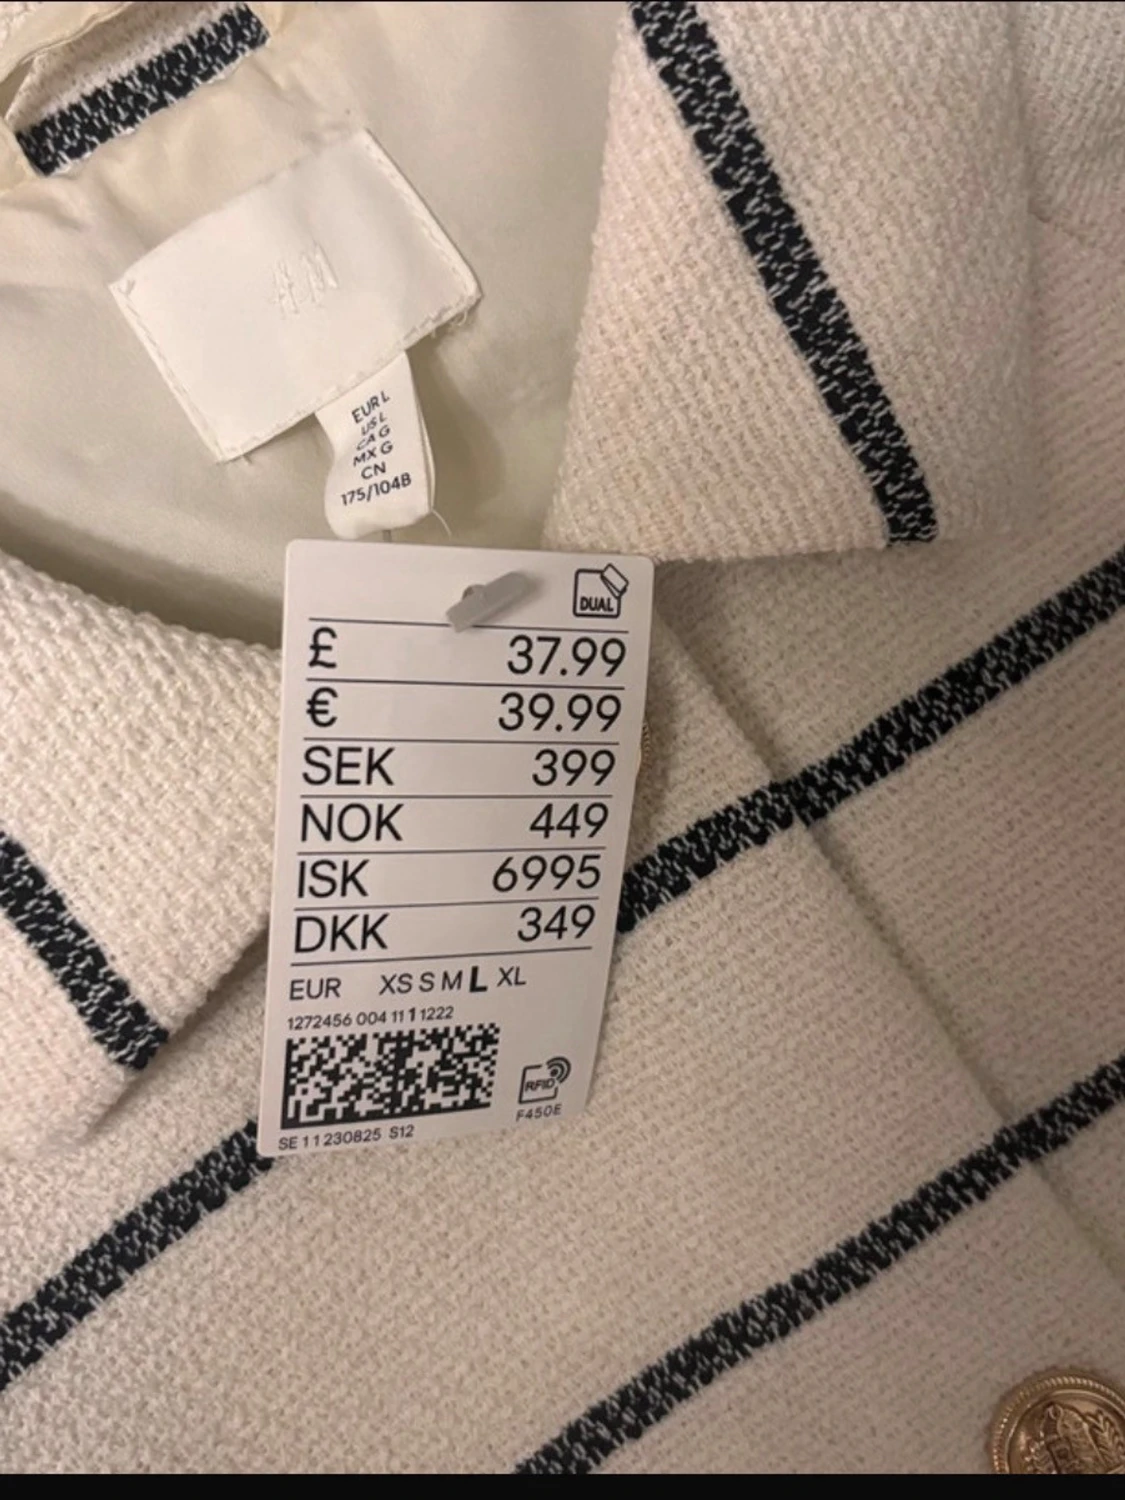 H&M
EUR L
US L
CA G
MX G
CN
175/104B
DUAL
£ 37.99
€ 39.99
SEK 399
NOK 449
ISK 6995
DKK 349
EUR XS S M L XL
1272456 004 11 1 1222
RFID
F450E
SE 11230825 S12